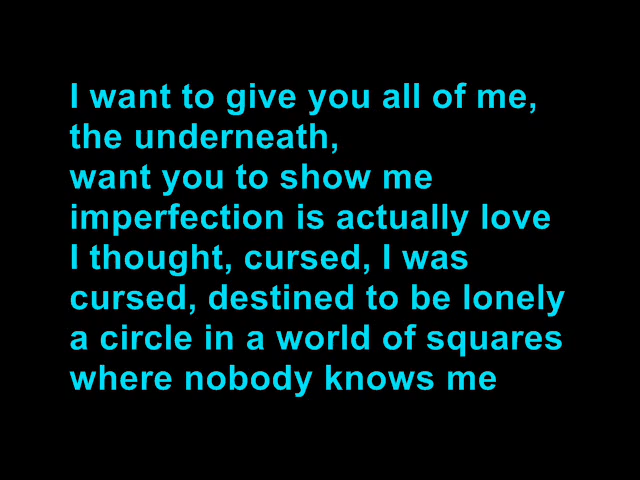 I want to give you all of me,
the underneath,
want you to show me
imperfection is actually love
I thought, cursed, I was
cursed, destined to be lonely
a circle in a world of squares
where nobody knows me